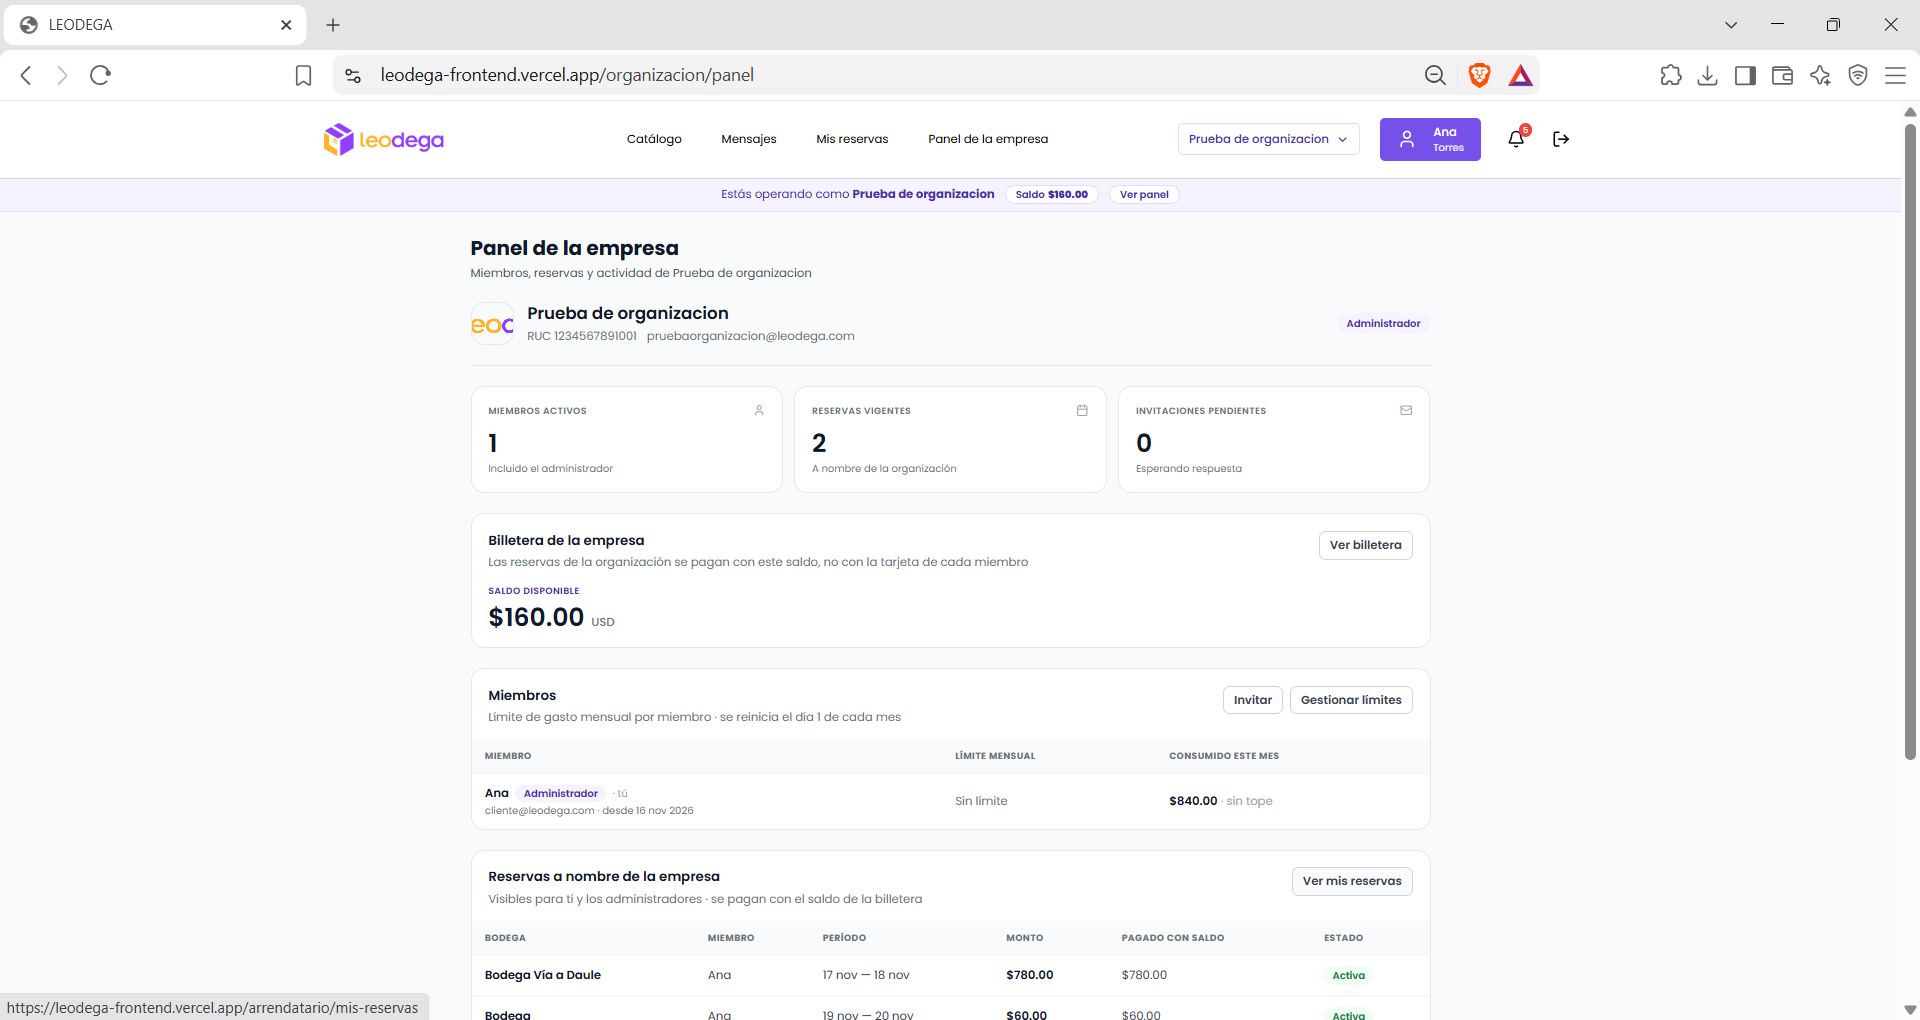 LEODEGA
leodega-frontend.vercel.app/organizacion/panel
leodega
Catálogo
Mensajes
Mis reservas
Panel de la empresa
Prueba de organizacion
Ana
Torres
5
Estás operando como Prueba de organizacion
Saldo $160.00
Ver panel
Panel de la empresa
Miembros, reservas y actividad de Prueba de organizacion
eoc
Prueba de organizacion
RUC 1234567891001 pruebaorganizacion@leodega.com
Administrador
MIEMBROS ACTIVOS
1
Incluido el administrador
RESERVAS VIGENTES
2
A nombre de la organización
INVITACIONES PENDIENTES
0
Esperando respuesta
Billetera de la empresa
Las reservas de la organización se pagan con este saldo, no con la tarjeta de cada miembro
Ver billetera
SALDO DISPONIBLE
$160.00 USD
Miembros
Límite de gasto mensual por miembro · se reinicia el día 1 de cada mes
Invitar
Gestionar límites
MIEMBRO LÍMITE MENSUAL CONSUMIDO ESTE MES
Ana Administrador · tú
cliente@leodega.com · desde 16 nov 2026
Sin límite
$840.00 · sin tope
Reservas a nombre de la empresa
Visibles para ti y los administradores · se pagan con el saldo de la billetera
Ver mis reservas
BODEGA MIEMBRO PERÍODO MONTO PAGADO CON SALDO ESTADO
Bodega Vía a Daule Ana 17 nov — 18 nov $780.00 $780.00 Activa
Bodega Ana 19 nov — 20 nov $60.00 $60.00 Activa
https://leodega-frontend.vercel.app/arrendatario/mis-reservas